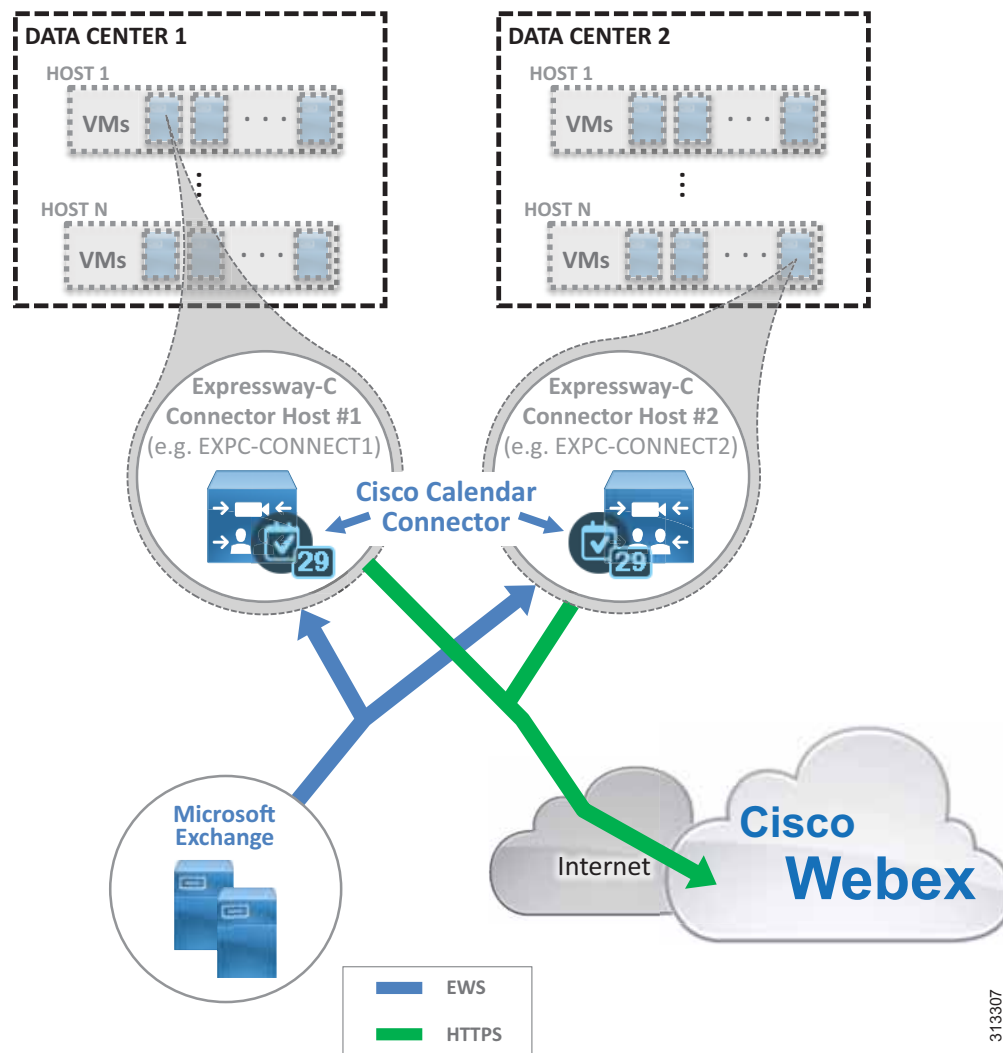 DATA CENTER 1
HOST 1
VMs
. . .
HOST N
VMs
. . .
DATA CENTER 2
HOST 1
VMs
. . .
HOST N
VMs
. . .
Expressway-C
Connector Host #1
(e.g. EXPC-CONNECT1)
Expressway-C
Connector Host #2
(e.g. EXPC-CONNECT2)
Cisco Calendar
Connector
29
29
Microsoft
Exchange
Internet
Cisco
Webex
EWS
HTTPS
313307